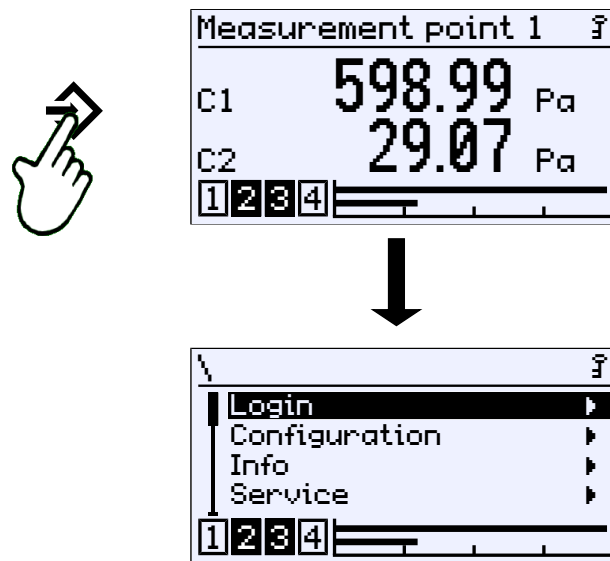 Measurement point 1
C1 598.99 Pa
C2 29.07 Pa
1 2 3 4
\
Login
Configuration
Info
Service
1 2 3 4